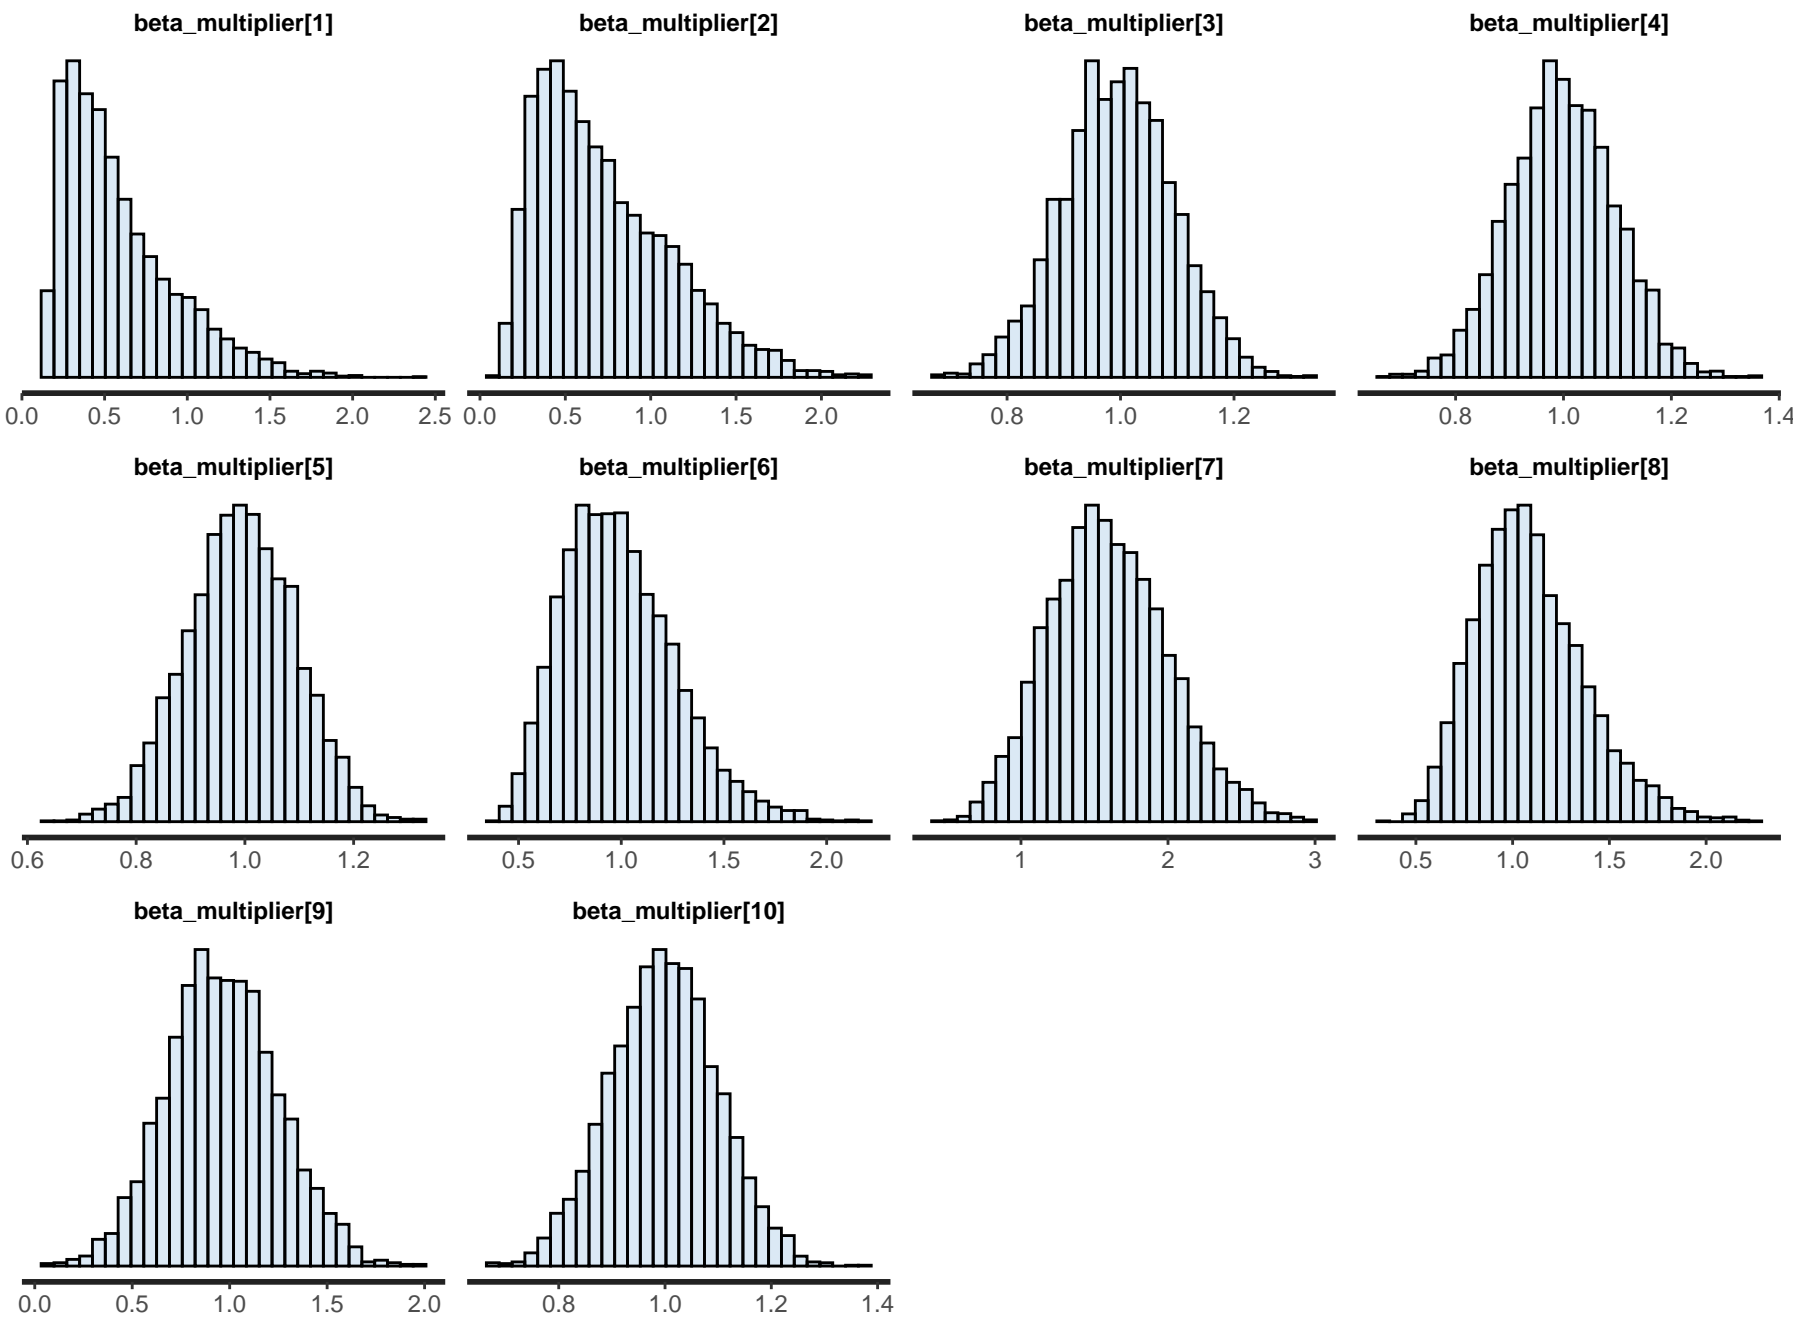 beta_multiplier[1] beta_multiplier[2] beta_multiplier[3] beta_multiplier[4]
0.0 0.5 1.0 1.5 2.0 2.5 0.0 0.5 1.0 1.5 2.0 0.8 1.0 1.2 0.8 1.0 1.2 1.4
beta_multiplier[5] beta_multiplier[6] beta_multiplier[7] beta_multiplier[8]
0.6 0.8 1.0 1.2 0.5 1.0 1.5 2.0 1 2 3 0.5 1.0 1.5 2.0
beta_multiplier[9] beta_multiplier[10]
0.0 0.5 1.0 1.5 2.0 0.8 1.0 1.2 1.4